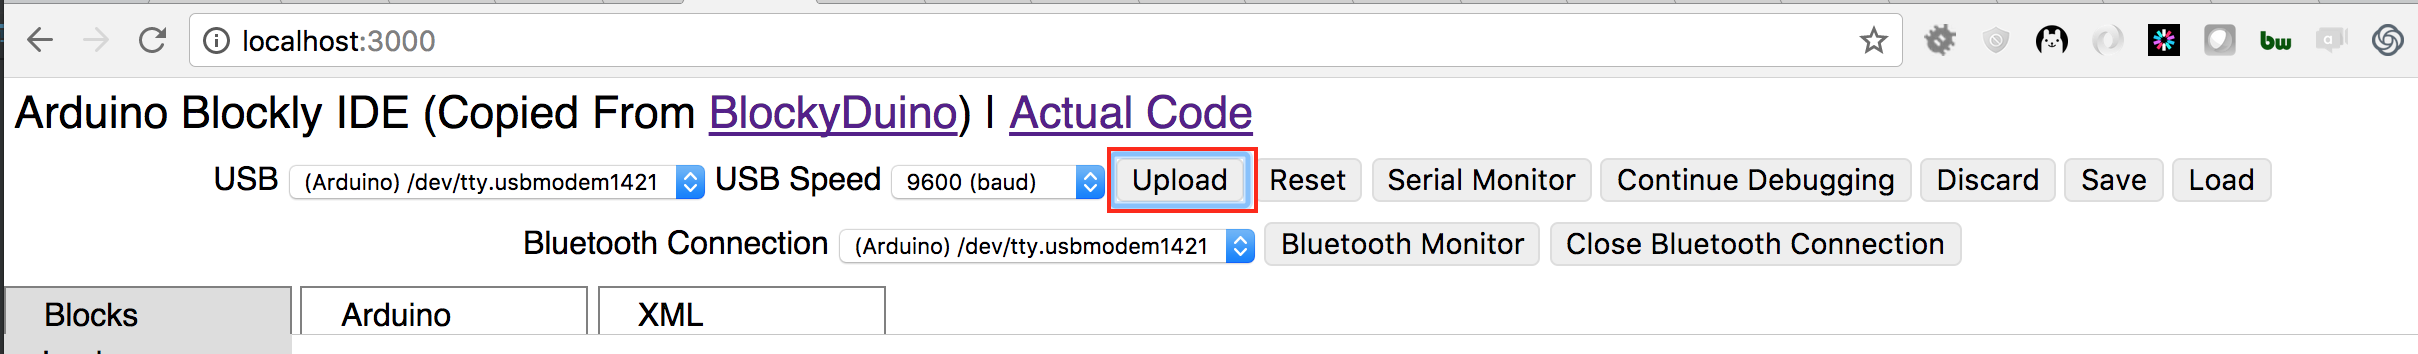 localhost:3000
bw
Arduino Blockly IDE (Copied From BlockyDuino) | Actual Code
USB (Arduino) /dev/tty.usbmodem1421 USB Speed 9600 (baud) Upload Reset Serial Monitor Continue Debugging Discard Save Load
Bluetooth Connection (Arduino) /dev/tty.usbmodem1421 Bluetooth Monitor Close Bluetooth Connection
Blocks Arduino XML